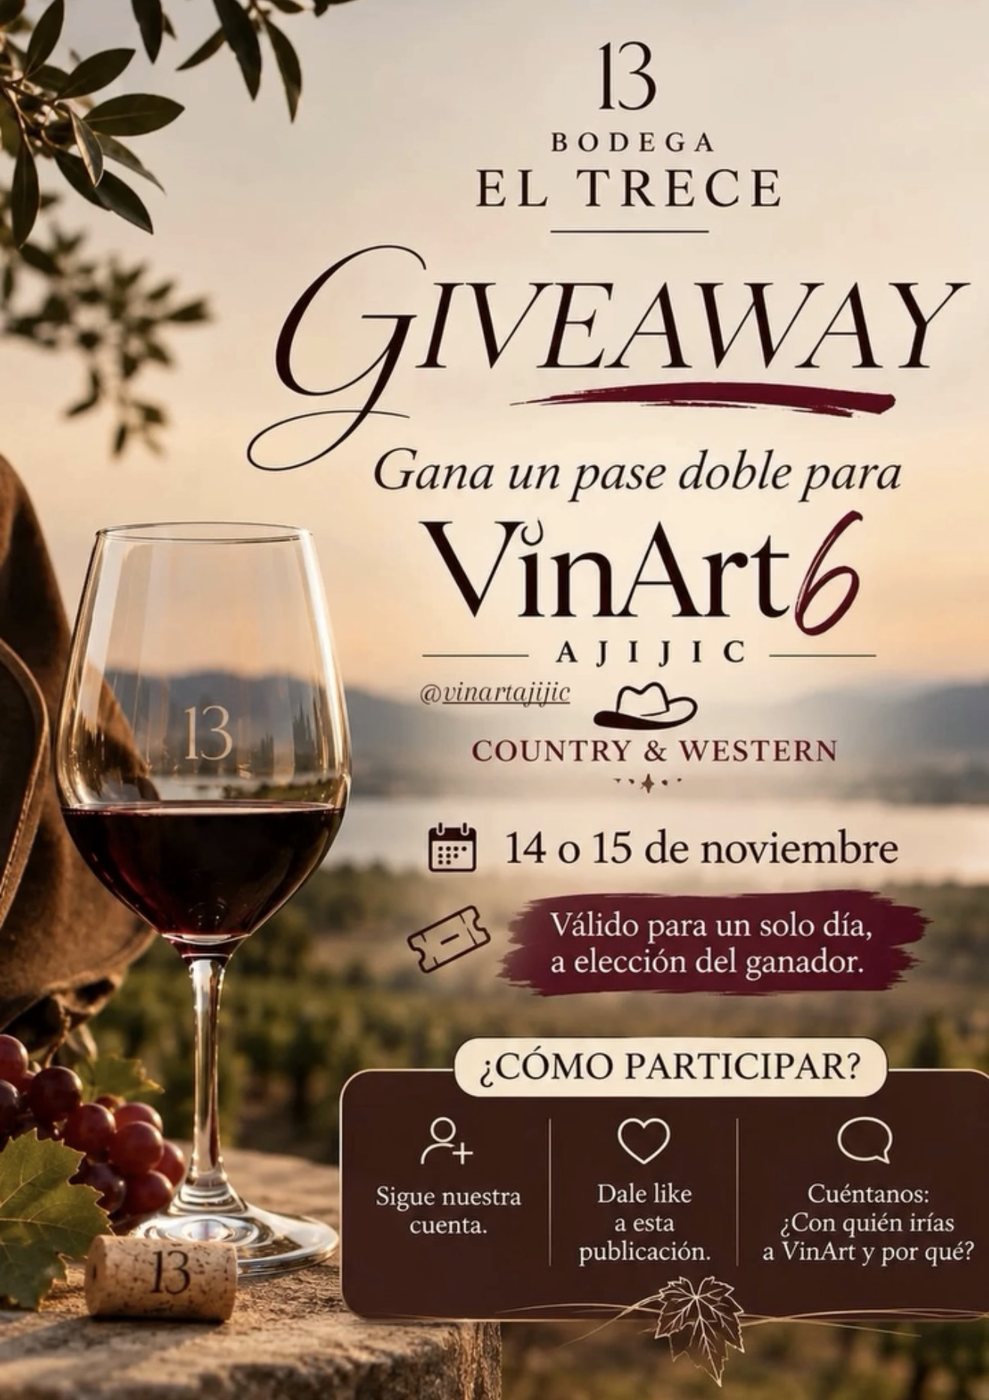 13
BODEGA
EL TRECE
GIVEAWAY
Gana un pase doble para
VinArt6
AJIJIC
@vinartajijic
COUNTRY & WESTERN
14 o 15 de noviembre
Válido para un solo día,
a elección del ganador.
¿CÓMO PARTICIPAR?
Sigue nuestra
cuenta.
Dale like
a esta
publicación.
Cuéntanos:
¿Con quién irías
a VinArt y por qué?
13
13